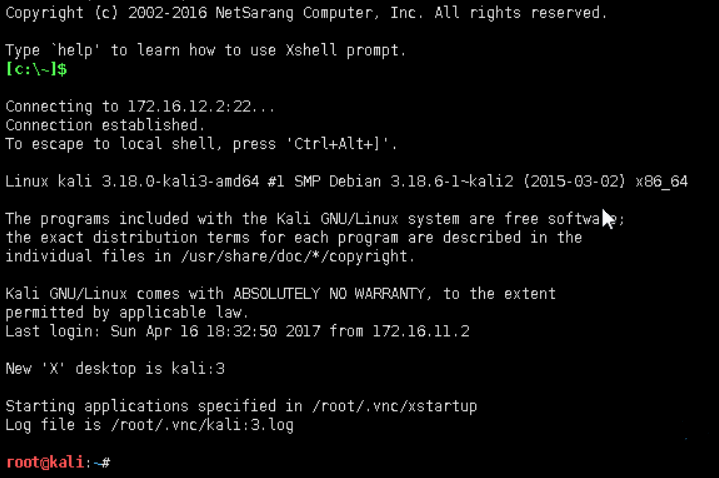 Copyright (c) 2002-2016 NetSarang Computer, Inc. All rights reserved.
Type `help' to learn how to use Xshell prompt.
[c:\~]$
Connecting to 172.16.12.2:22...
Connection established.
To escape to local shell, press 'Ctrl+Alt+]'.
Linux kali 3.18.0-kali3-amd64 #1 SMP Debian 3.18.6-1~kali2 (2015-03-02) x86_64
The programs included with the Kali GNU/Linux system are free software;
the exact distribution terms for each program are described in the
individual files in /usr/share/doc/*/copyright.
Kali GNU/Linux comes with ABSOLUTELY NO WARRANTY, to the extent
permitted by applicable law.
Last login: Sun Apr 16 18:32:50 2017 from 172.16.11.2
New 'X' desktop is kali:3
Starting applications specified in /root/.vnc/xstartup
Log file is /root/.vnc/kali:3.log
root@kali:~#